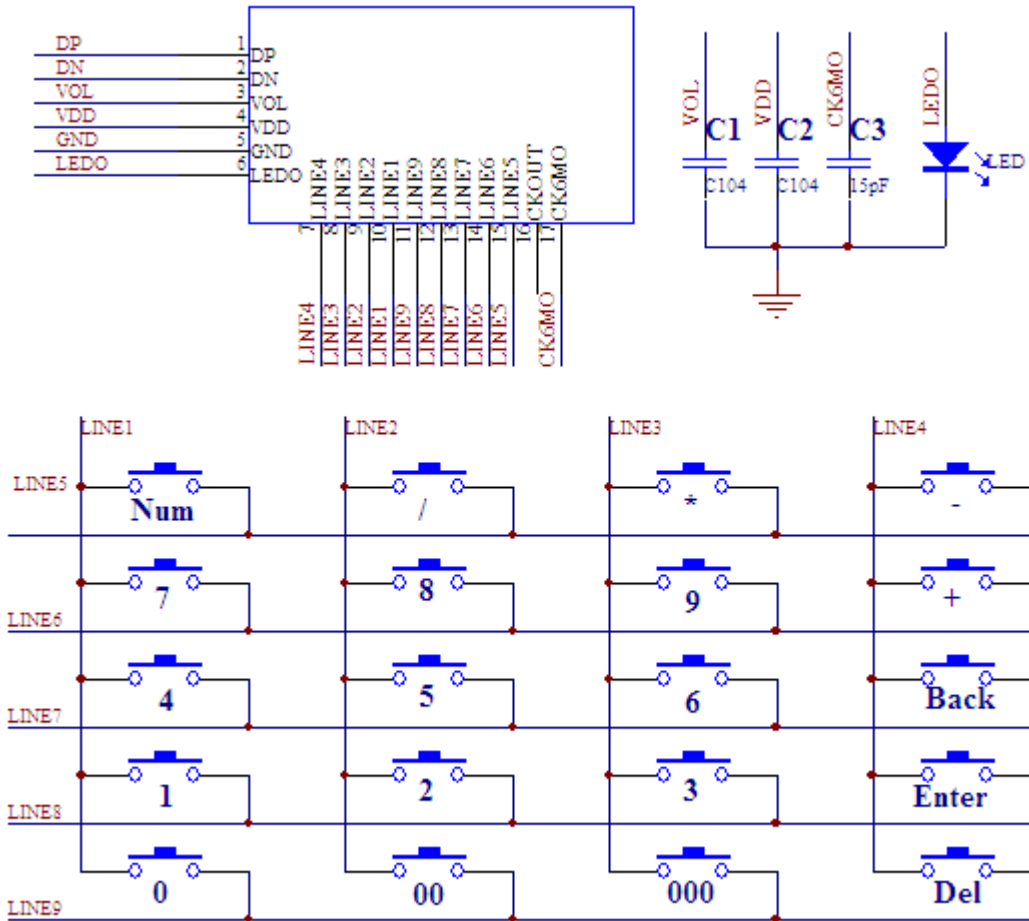 DP 1 DP
DN 2 DN
VOL 3 VOL
VDD 4 VDD
GND 5 GND
LEDO 6 LEDO
LINE4 LINE3 LINE2 LINE1 LINE9 LINE8 LINE7 LINE6 LINE5 CKOUT CK6MO
7 8 9 10 11 12 13 14 15 16 17
LINE4 LINE3 LINE2 LINE1 LINE9 LINE8 LINE7 LINE6 LINE5 CK6MO
VOL VDD CK6MO LEDO
C1 C2 C3
LED
C104 C104 15pF
LINE1 LINE2 LINE3 LINE4
LINE5
Num / * -
7 8 9 +
LINE6
4 5 6 Back
LINE7
1 2 3 Enter
LINE8
0 00 000 Del
LINE9